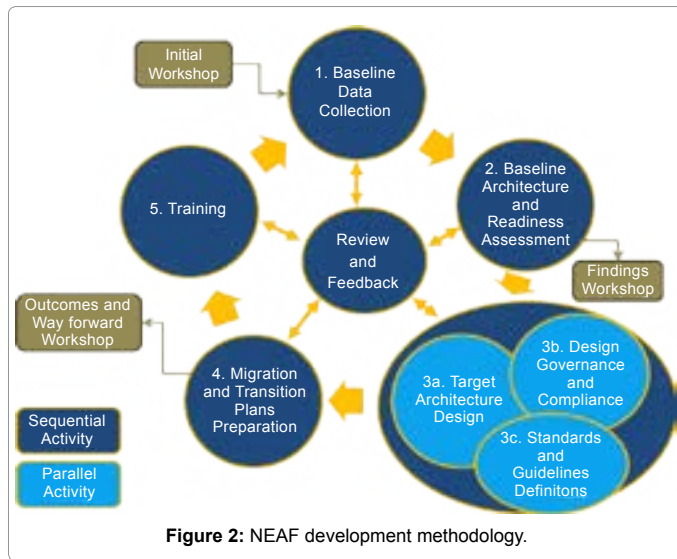 Initial
Workshop
1. Baseline
Data
Collection
2. Baseline
Architecture
and
Readiness
Assessment
Findings
Workshop
5. Training
Review
and
Feedback
Outcomes and
Way forward
Workshop
4. Migration
and Transition
Plans
Preparation
3a. Target
Architecture
Design
3b. Design
Governance
and
Compliance
3c. Standards
and
Guidelines
Definitons
Sequential
Activity
Parallel
Activity
Figure 2: NEAF development methodology.